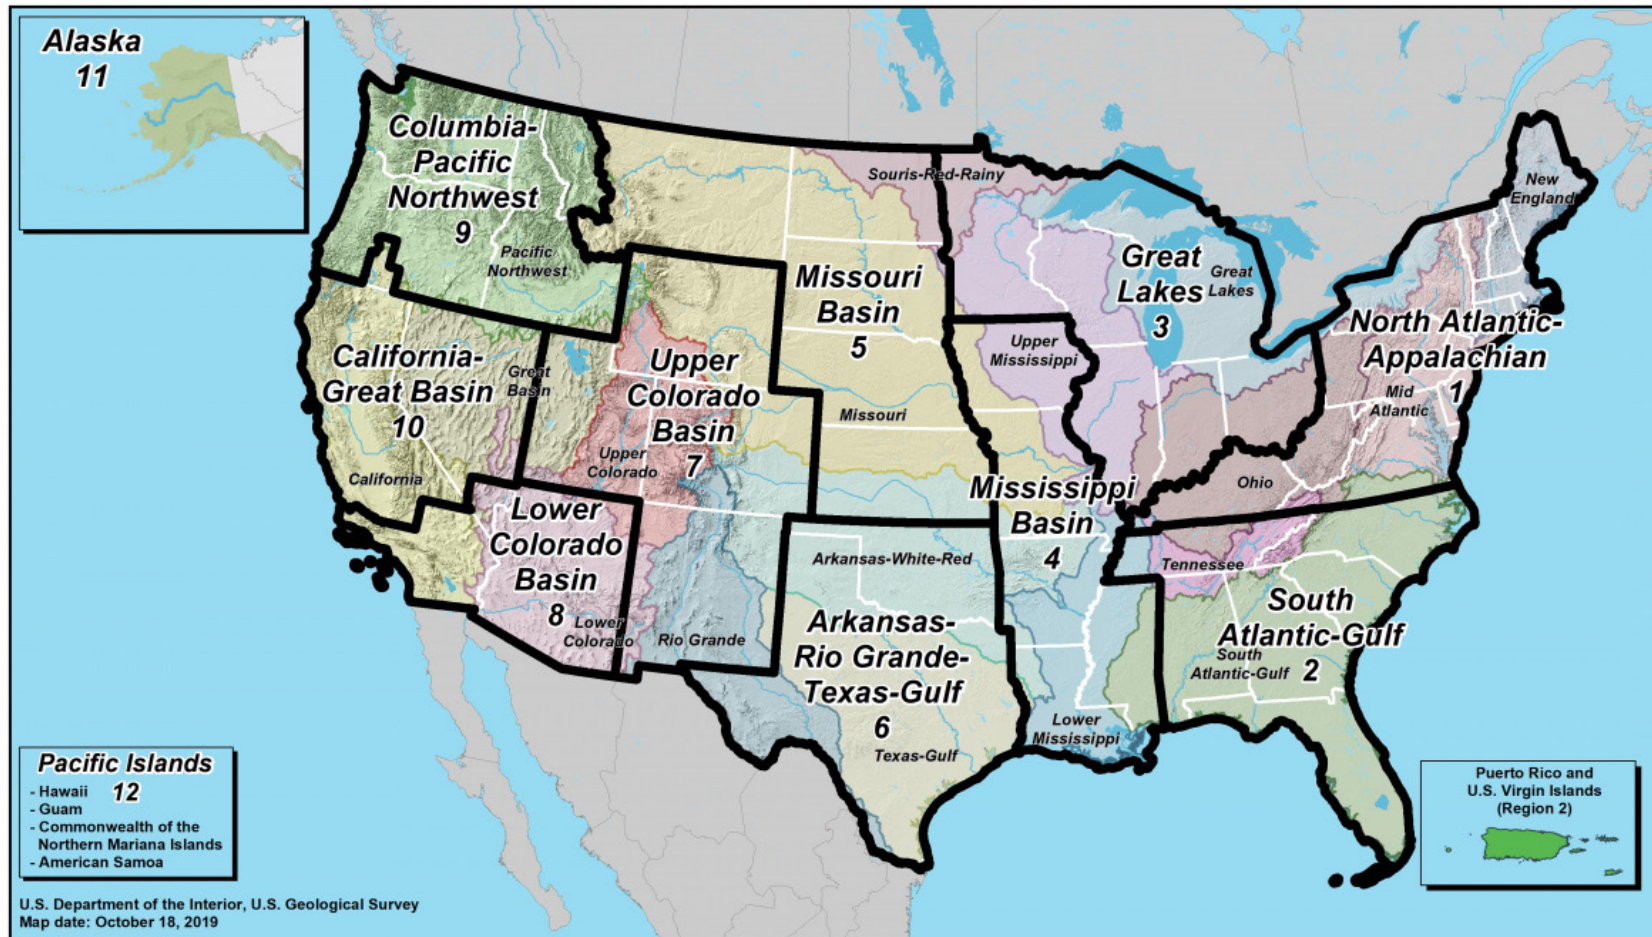 Alaska
11
Columbia-
Pacific
Northwest
9
Pacific
Northwest
Souris-Red-Rainy
New
England
Missouri
Basin
5
Missouri
Great
Lakes
3
Great
Lakes
North Atlantic-
Appalachian
1
Mid
Atlantic
California-
Great Basin
10
Great
Basin
California
Upper
Colorado
Basin
7
Upper
Colorado
Upper
Mississippi
Ohio
Mississippi
Basin
4
Lower
Colorado
Basin
8
Lower
Colorado
Rio Grande
Arkansas-White-Red
Arkansas-
Rio Grande-
Texas-Gulf
6
Texas-Gulf
Tennessee
South
Atlantic-Gulf
2
South
Atlantic-Gulf
Lower
Mississippi
Pacific Islands
12
- Hawaii
- Guam
- Commonwealth of the
Northern Mariana Islands
- American Samoa
Puerto Rico and
U.S. Virgin Islands
(Region 2)
U.S. Department of the Interior, U.S. Geological Survey
Map date: October 18, 2019